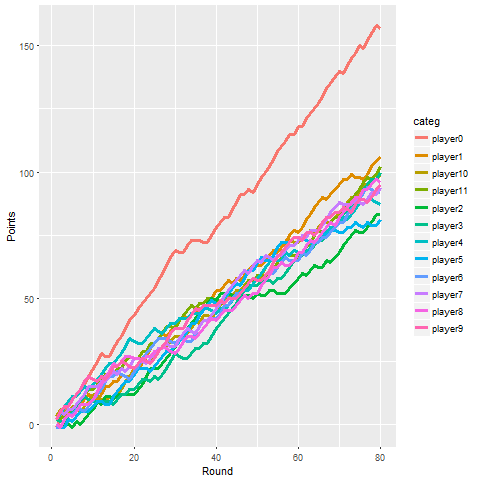 150
100
50
0
Points
0
20
40
60
80
Round
categ
player0
player1
player10
player11
player2
player3
player4
player5
player6
player7
player8
player9